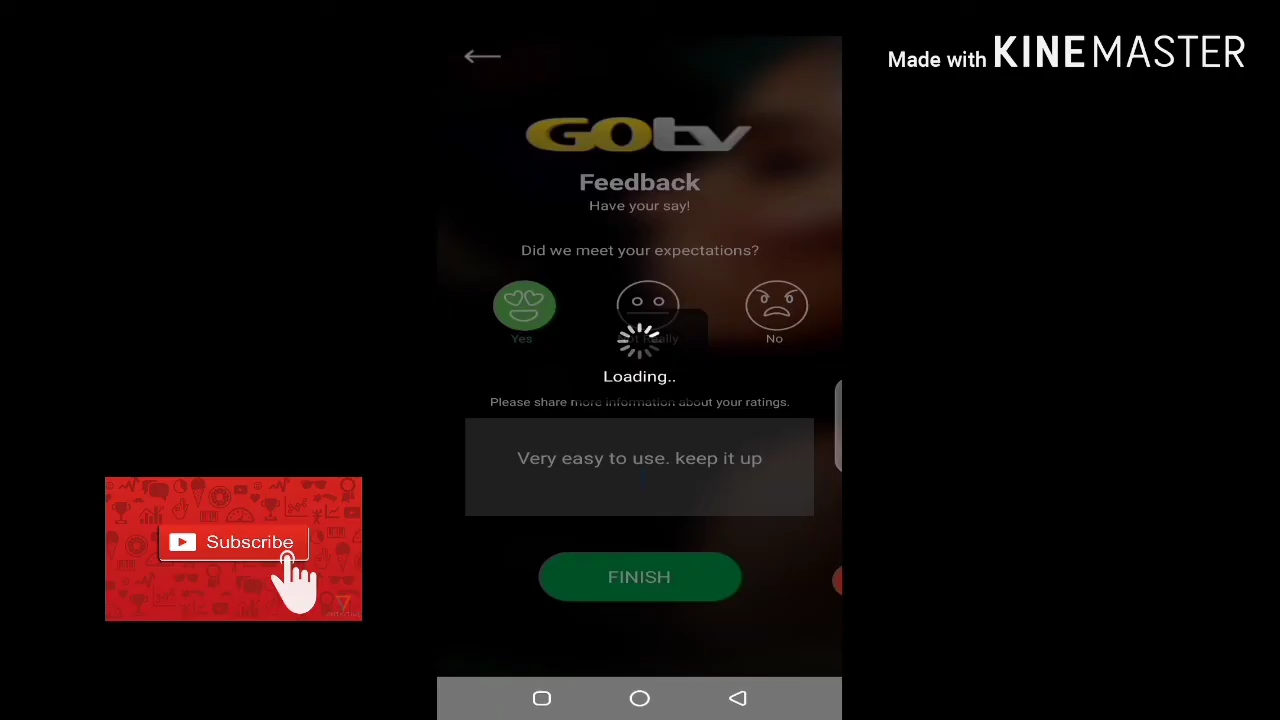 Made with KINEMASTER
GOtv
Feedback
Have your say!
Did we meet your expectations?
Yes
Not Really
No
Loading..
Please share more information about your ratings.
Very easy to use. keep it up
Subscribe
FINISH